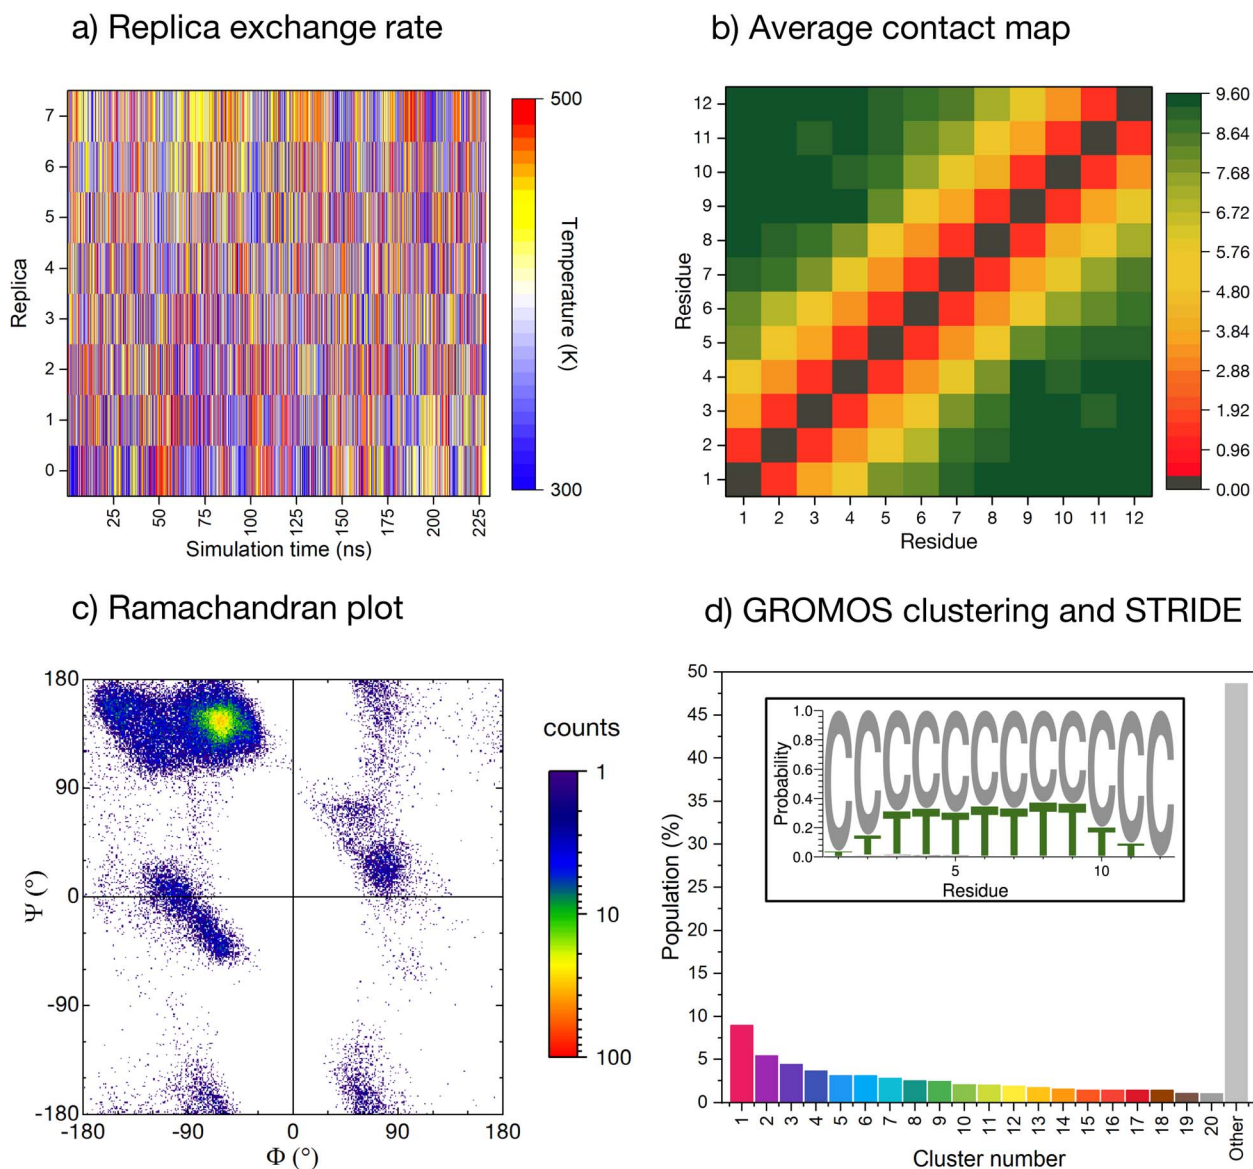 a) Replica exchange rate
7
6
5
4
3
2
1
0
Replica
25 50 75 100 125 150 175 200 225
Simulation time (ns)
500
300
Temperature (K)
b) Average contact map
12
11
10
9
8
7
6
5
4
3
2
1
Residue
1 2 3 4 5 6 7 8 9 10 11 12
Residue
9.60
8.64
7.68
6.72
5.76
4.80
3.84
2.88
1.92
0.96
0.00
c) Ramachandran plot
180
90
0
-90
-180
Ψ (°)
-180 -90 0 90 180
Φ (°)
counts
1
10
100
d) GROMOS clustering and STRIDE
50
45
40
35
30
25
20
15
10
5
0
Population (%)
1.0
0.8
0.6
0.4
0.2
0.0
Probability
C C C C C C C C C C C C
T T T T T T T T T T T
5 10
Residue
1 2 3 4 5 6 7 8 9 10 11 12 13 14 15 16 17 18 19 20 Other
Cluster number